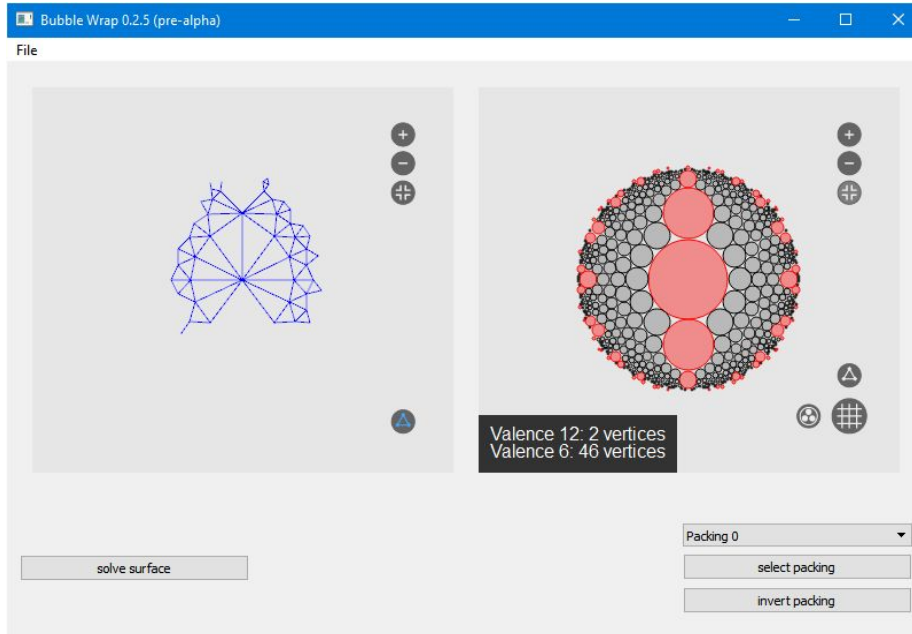 Bubble Wrap 0.2.5 (pre-alpha)
File
Valence 12: 2 vertices
Valence 6: 46 vertices
Packing 0
solve surface
select packing
invert packing